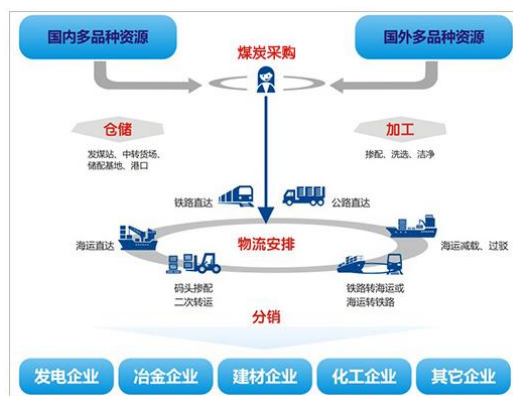 国内多品种资源
国外多品种资源
煤炭采购
仓储
发煤站、中转货场、
储配基地、港口
加工
掺配、洗选、洁净
铁路直达
公路直达
海运直达
物流安排
海运减载、过驳
码头掺配
二次转运
铁路转海运或
海运转铁路
分销
发电企业
冶金企业
建材企业
化工企业
其它企业